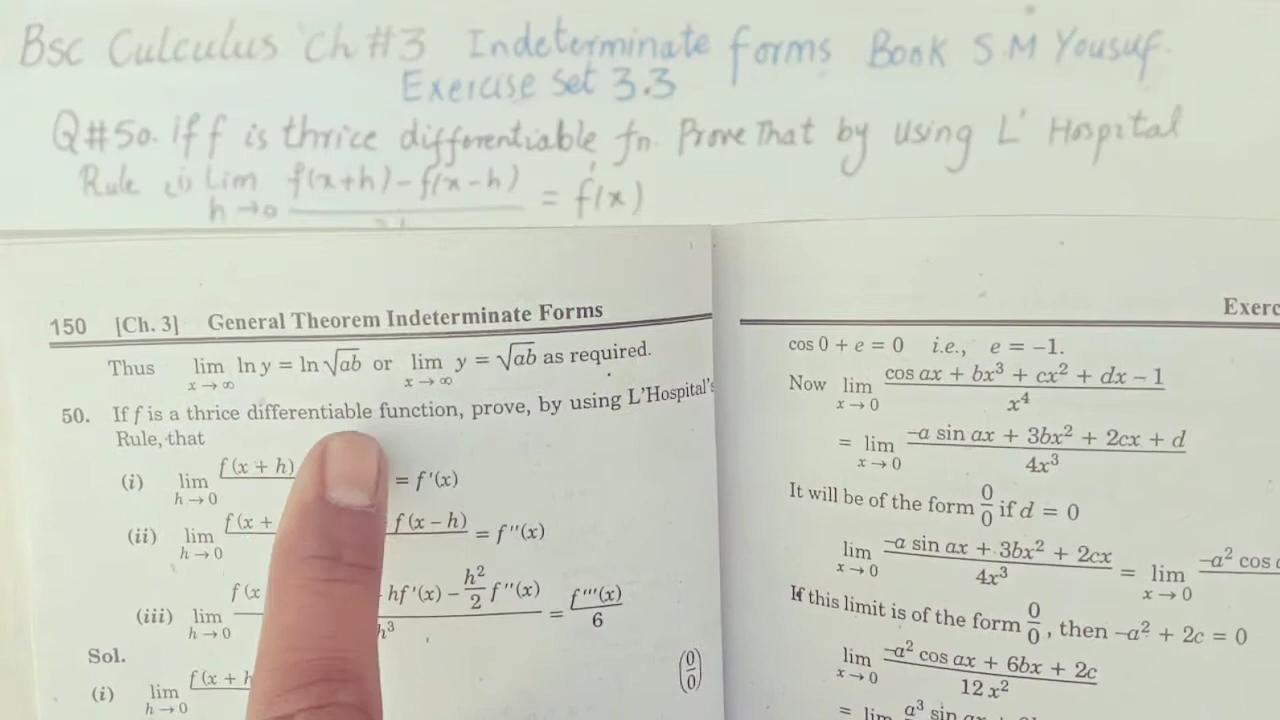 Bsc Culculus Ch #3 Indeterminate forms Book S.M Yousuf.
Exercise Set 3.3
Q#50. If f is thrice differentiable fn. Prove That by using L' Hospital
Rule (i) Lim h→0 f(x+h)-f(x-h) = f'(x)
150 [Ch. 3] General Theorem Indeterminate Forms
Thus lim x→∞ ln y = ln √ab or lim x→∞ y = √ab as required.
50. If f is a thrice differentiable function, prove, by using L'Hospital's
Rule, that
(i) lim h→0 f(x + h) = f'(x)
(ii) lim h→0 f(x + f(x – h) = f''(x)
(iii) lim h→0 f(x hf'(x) – h²/2 f''(x) / h³ = f'''(x)/6
Sol.
(i) lim h→0 f(x + h (0/0)
Exerc
cos 0 + e = 0 i.e., e = –1.
Now lim x→0 cos ax + bx³ + cx² + dx – 1 / x⁴
= lim x→0 –a sin ax + 3bx² + 2cx + d / 4x³
It will be of the form 0/0 if d = 0
lim x→0 –a sin ax + 3bx² + 2cx / 4x³ = lim x→0 –a² cos
If this limit is of the form 0/0, then –a² + 2c = 0
lim x→0 –a² cos ax + 6bx + 2c / 12x²
= lim a³ sin